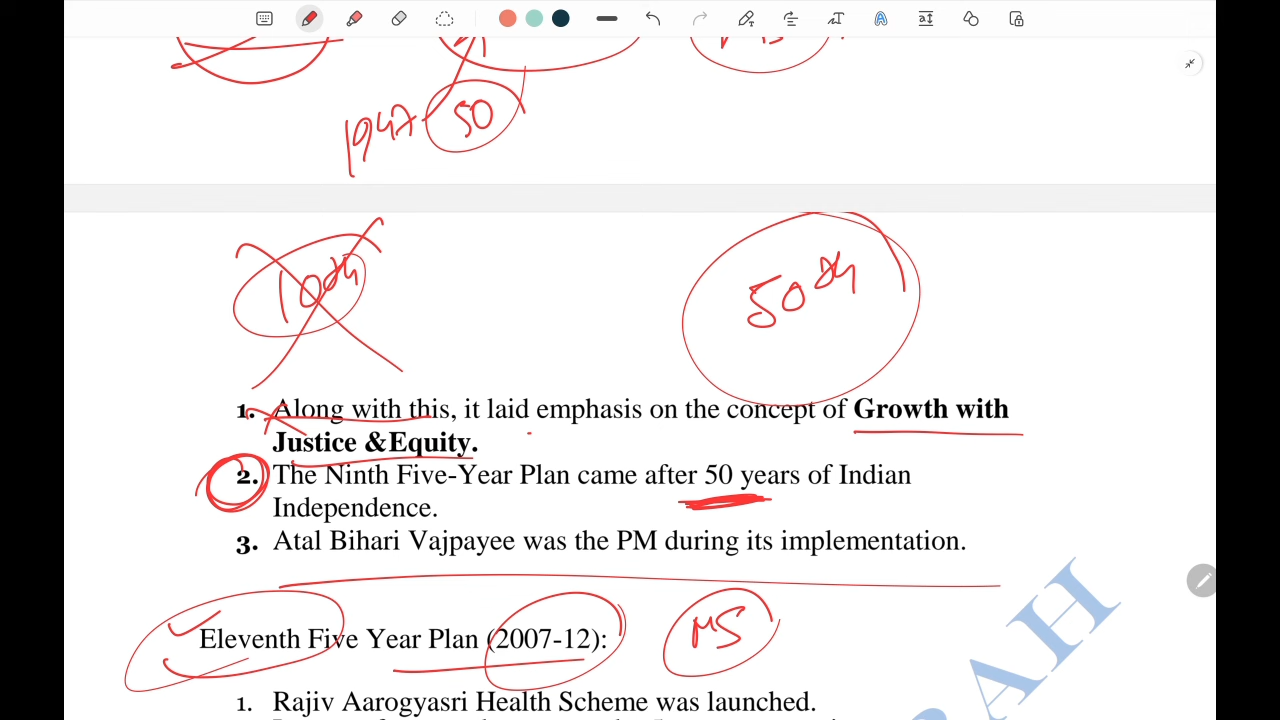 1947 50
10th 50th
1. Along with this, it laid emphasis on the concept of Growth with
Justice &Equity.
2. The Ninth Five-Year Plan came after 50 years of Indian
Independence.
3. Atal Bihari Vajpayee was the PM during its implementation.
Eleventh Five Year Plan (2007-12): MS
1. Rajiv Aarogyasri Health Scheme was launched.
RAH